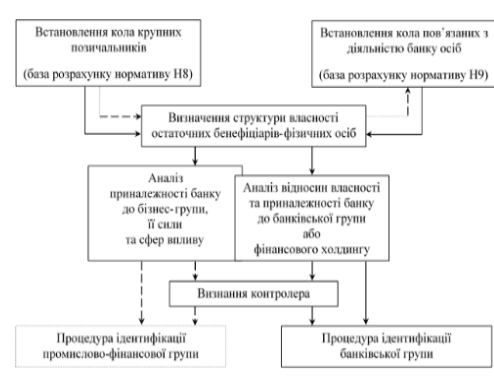 Встановлення кола крупних
позичальників
(база розрахунку нормативу Н8)
Встановлення кола пов'язаних з
діяльністю банку осіб
(база розрахунку нормативу Н9)
Визначення структури власності
остаточних бенефіціарів-фізичних осіб
Аналіз
приналежності банку
до бізнес-групи,
її сили
та сфер впливу
Аналіз відносин власності
та приналежності банку
до банківської групи
або
фінансового холдингу
Визнання контролера
Процедура ідентифікації
промислово-фінансової групи
Процедура ідентифікації
банківської групи